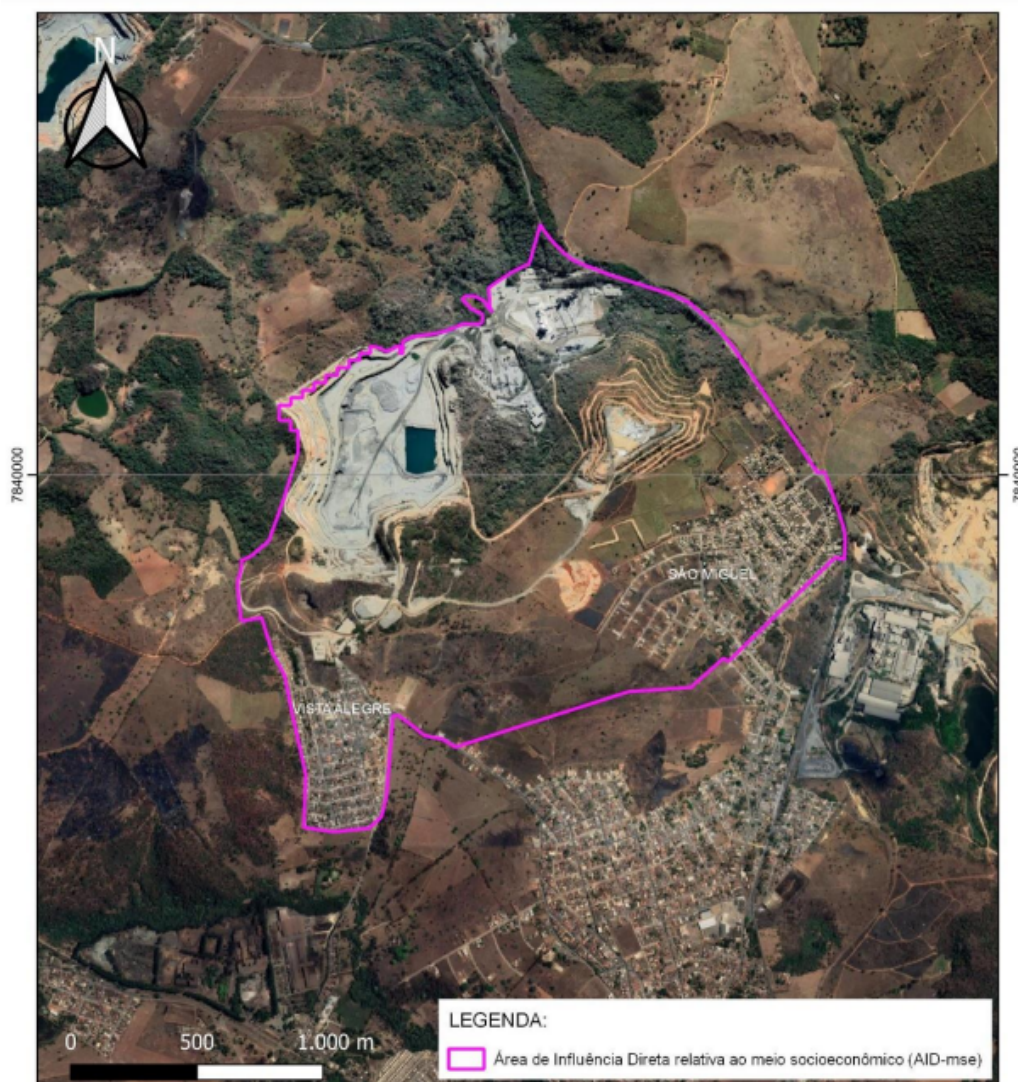 N
7840000
7840000
SÃO MIGUEL
VISTA ALEGRE
0 500 1.000 m
LEGENDA:
Área de Influência Direta relativa ao meio socioeconômico (AID-mse)